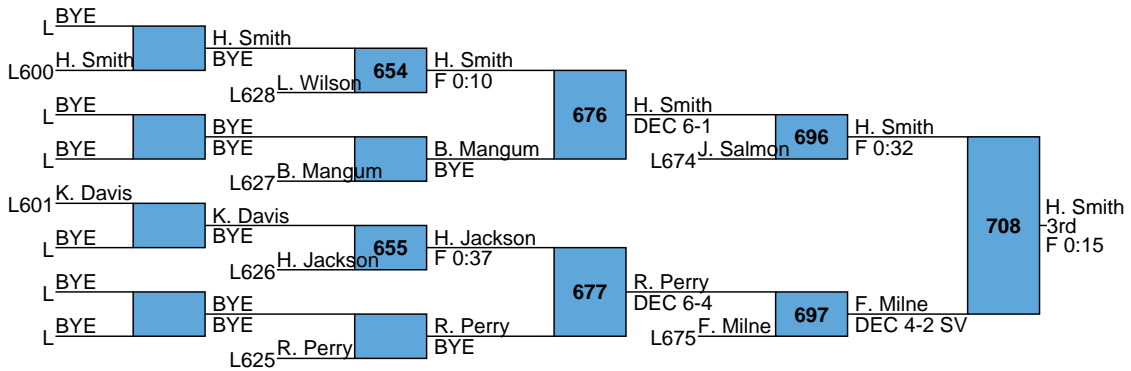 L BYE
L600 H. Smith
H. Smith
BYE
L628 L. Wilson
654
H. Smith
F 0:10
L BYE
L BYE
BYE
BYE
L627 B. Mangum
B. Mangum
BYE
676
H. Smith
DEC 6-1
L674 J. Salmon
696
H. Smith
F 0:32
L601 K. Davis
L BYE
K. Davis
BYE
L626 H. Jackson
655
H. Jackson
F 0:37
L BYE
L BYE
BYE
BYE
L625 R. Perry
R. Perry
BYE
677
R. Perry
DEC 6-4
L675 F. Milne
697
F. Milne
DEC 4-2 SV
708
H. Smith
3rd
F 0:15